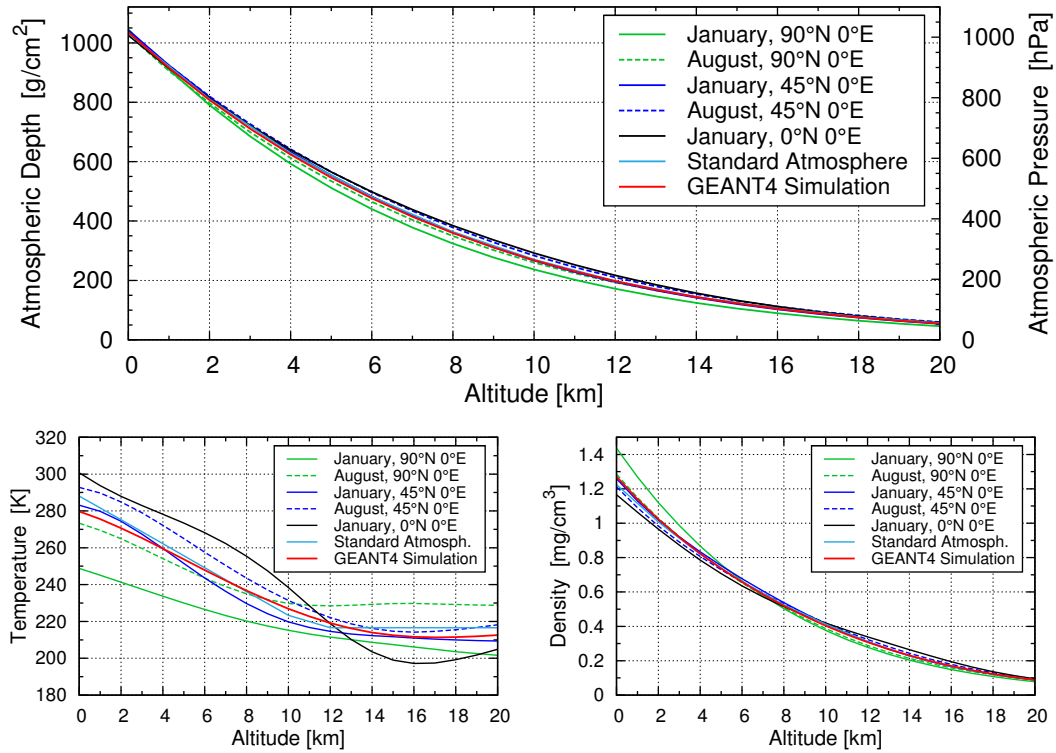 Atmospheric Depth [g/cm²]
1000
800
600
400
200
0
0 2 4 6 8 10 12 14 16 18 20
Altitude [km]
January, 90°N 0°E
August, 90°N 0°E
January, 45°N 0°E
August, 45°N 0°E
January, 0°N 0°E
Standard Atmosphere
GEANT4 Simulation
1000
800
600
400
200
0
Atmospheric Pressure [hPa]
Temperature [K]
320
300
280
260
240
220
200
180
0 2 4 6 8 10 12 14 16 18 20
Altitude [km]
January, 90°N 0°E
August, 90°N 0°E
January, 45°N 0°E
August, 45°N 0°E
January, 0°N 0°E
Standard Atmosph.
GEANT4 Simulation
Density [mg/cm³]
1.4
1.2
1
0.8
0.6
0.4
0.2
0
0 2 4 6 8 10 12 14 16 18 20
Altitude [km]
January, 90°N 0°E
August, 90°N 0°E
January, 45°N 0°E
August, 45°N 0°E
January, 0°N 0°E
Standard Atmosph.
GEANT4 Simulation